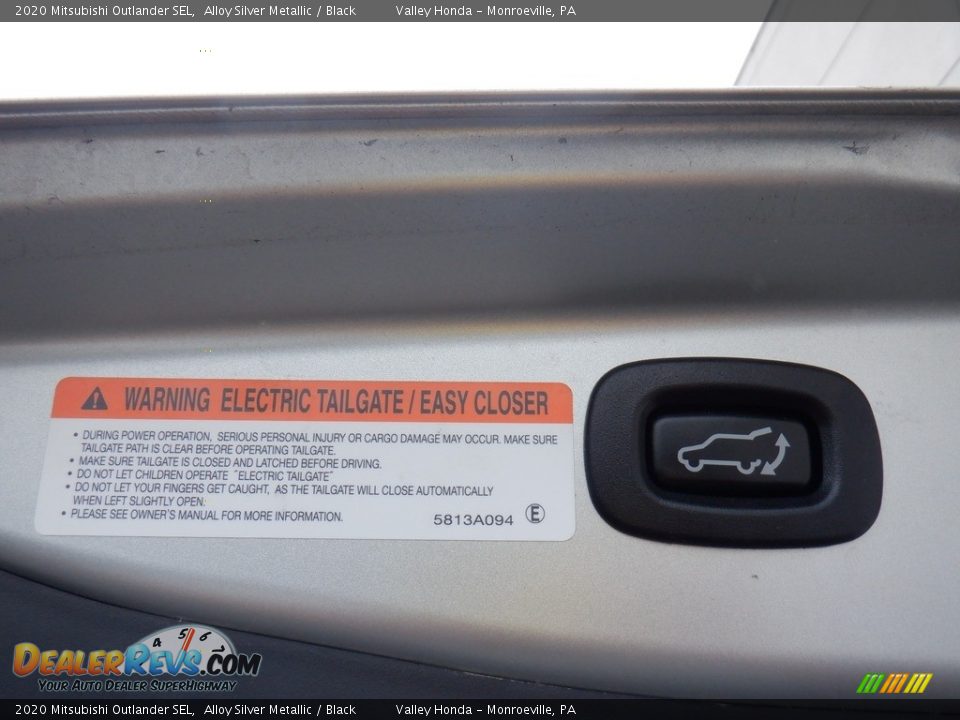 2020 Mitsubishi Outlander SEL, Alloy Silver Metallic / Black Valley Honda - Monroeville, PA
WARNING ELECTRIC TAILGATE / EASY CLOSER
• DURING POWER OPERATION, SERIOUS PERSONAL INJURY OR CARGO DAMAGE MAY OCCUR. MAKE SURE
TAILGATE PATH IS CLEAR BEFORE OPERATING TAILGATE.
• MAKE SURE TAILGATE IS CLOSED AND LATCHED BEFORE DRIVING.
• DO NOT LET CHILDREN OPERATE "ELECTRIC TAILGATE"
• DO NOT LET YOUR FINGERS GET CAUGHT, AS THE TAILGATE WILL CLOSE AUTOMATICALLY
WHEN LEFT SLIGHTLY OPEN.
• PLEASE SEE OWNER'S MANUAL FOR MORE INFORMATION.
5813A094 E
4 5 6
DEALERREVS.COM
YOUR AUTO DEALER SUPERHIGHWAY
2020 Mitsubishi Outlander SEL, Alloy Silver Metallic / Black Valley Honda - Monroeville, PA